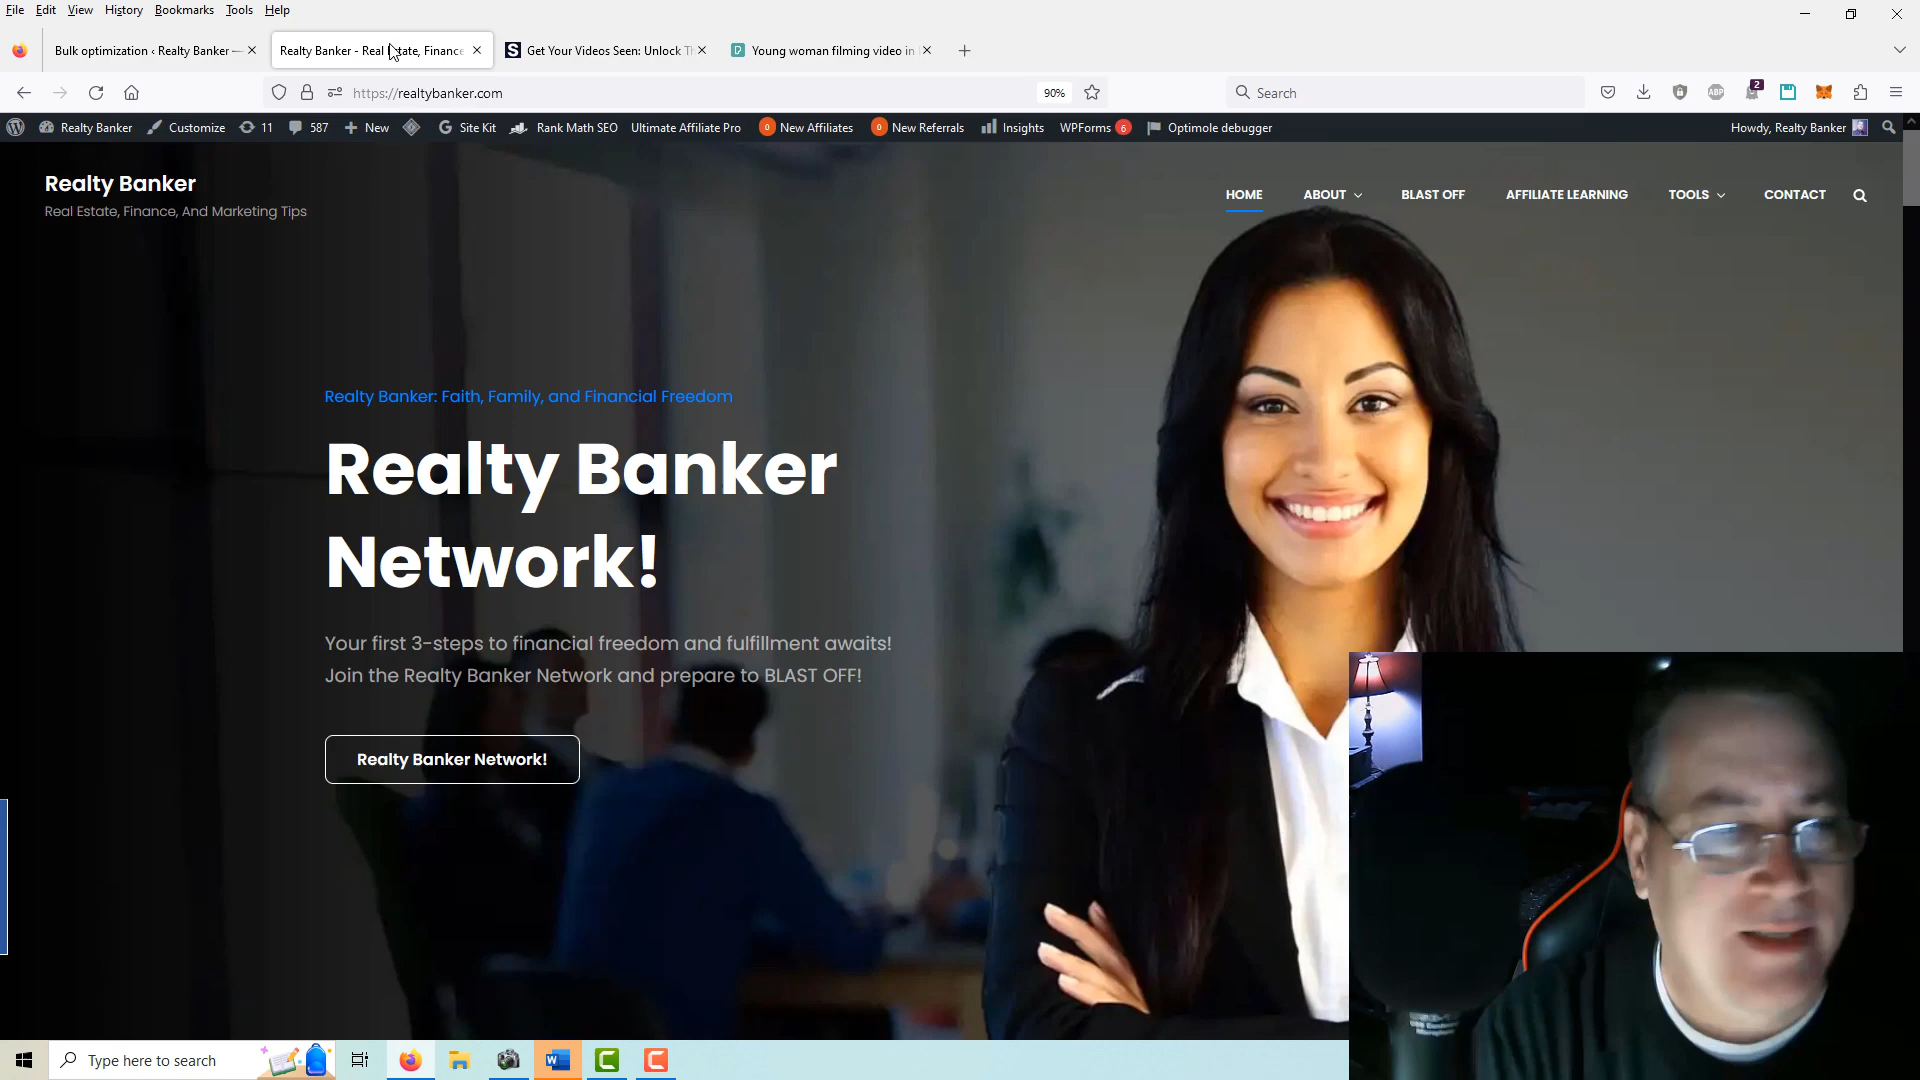 File Edit View History Bookmarks Tools Help
Bulk optimization ‹ Realty Banker —
Realty Banker - Real Estate, Finance
Get Your Videos Seen: Unlock Th
Young woman filming video in
https://realtybanker.com
90%
Search
2
ABP
Realty Banker Customize 11 587 New Site Kit Rank Math SEO Ultimate Affiliate Pro 0 New Affiliates 0 New Referrals Insights WPForms 6 Optimole debugger Howdy, Realty Banker
Realty Banker
Real Estate, Finance, And Marketing Tips
HOME ABOUT BLAST OFF AFFILIATE LEARNING TOOLS CONTACT
Realty Banker: Faith, Family, and Financial Freedom
Realty Banker
Network!
Your first 3-steps to financial freedom and fulfillment awaits!
Join the Realty Banker Network and prepare to BLAST OFF!
Realty Banker Network!
Type here to search